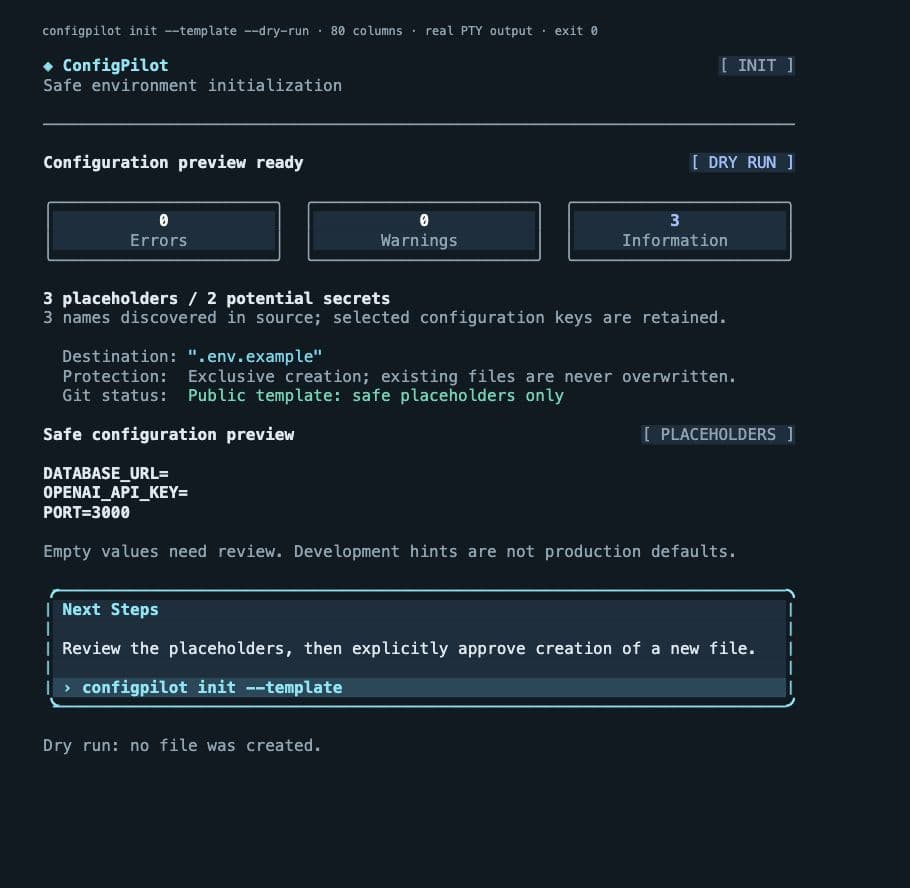 configpilot init --template --dry-run · 80 columns · real PTY output · exit 0
◆ ConfigPilot [ INIT ]
Safe environment initialization
Configuration preview ready [ DRY RUN ]
0 0 3
Errors Warnings Information
3 placeholders / 2 potential secrets
3 names discovered in source; selected configuration keys are retained.
Destination: ".env.example"
Protection: Exclusive creation; existing files are never overwritten.
Git status: Public template: safe placeholders only
Safe configuration preview [ PLACEHOLDERS ]
DATABASE_URL=
OPENAI_API_KEY=
PORT=3000
Empty values need review. Development hints are not production defaults.
Next Steps
Review the placeholders, then explicitly approve creation of a new file.
› configpilot init --template
Dry run: no file was created.